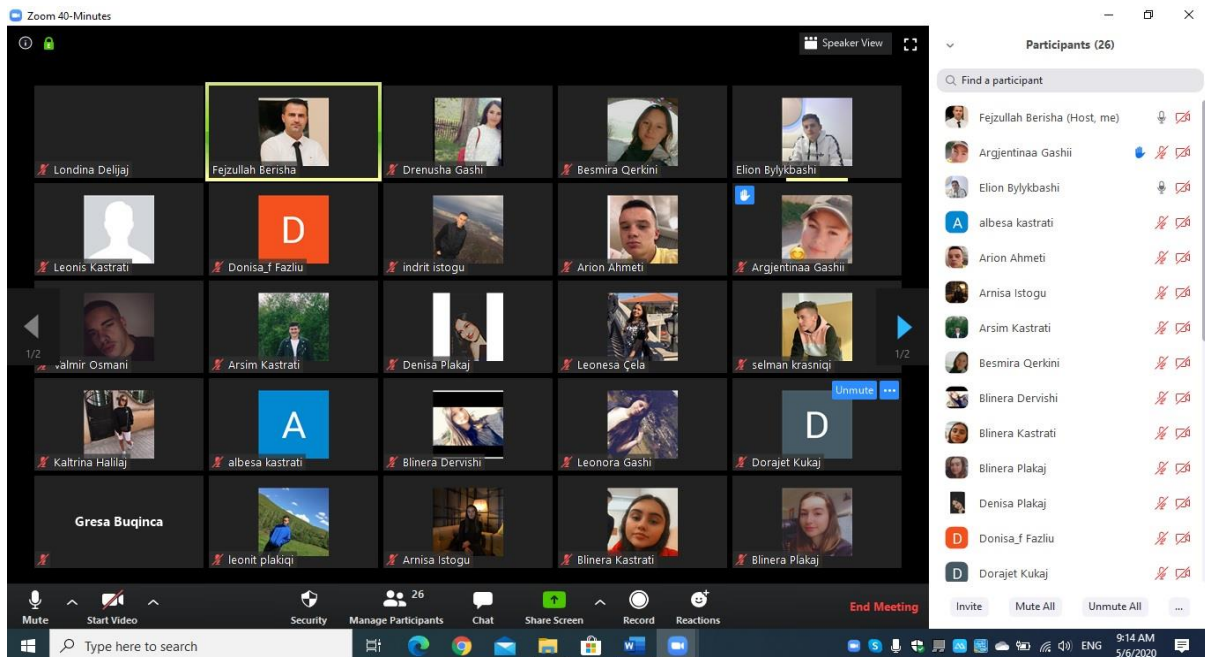 Zoom 40-Minutes
Speaker View
Londina Delijaj
Fejzullah Berisha
Drenusha Gashi
Besmira Qerkini
Elion Bylykbashi
Leonis Kastrati
D
Donisa_f Fazliu
indrit istogu
Arion Ahmeti
Argjentinaa Gashii
1/2
Valmir Osmani
Arsim Kastrati
Denisa Plakaj
Leonesa Çela
selman krasniqi
1/2
Kaltrina Halilaj
A
albesa kastrati
Blinera Dervishi
Leonora Gashi
Unmute
D
Dorajet Kukaj
Gresa Buqinca
leonit plakiqi
Arnisa Istogu
Blinera Kastrati
Blinera Plakaj
Mute
Start Video
Security
26
Manage Participants
Chat
Share Screen
Record
Reactions
End Meeting
Participants (26)
Find a participant
Fejzullah Berisha (Host, me)
Argjentinaa Gashii
Elion Bylykbashi
A albesa kastrati
Arion Ahmeti
Arnisa Istogu
Arsim Kastrati
Besmira Qerkini
Blinera Dervishi
Blinera Kastrati
Blinera Plakaj
Denisa Plakaj
D Donisa_f Fazliu
D Dorajet Kukaj
Invite Mute All Unmute All ...
Type here to search
ENG
9:14 AM
5/6/2020